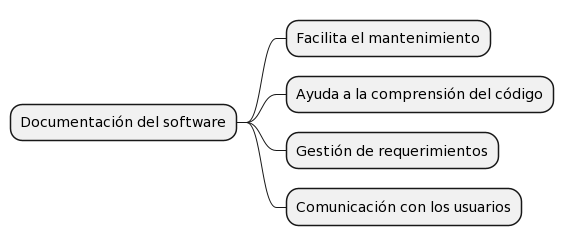 Documentación del software
Facilita el mantenimiento
Ayuda a la comprensión del código
Gestión de requerimientos
Comunicación con los usuarios